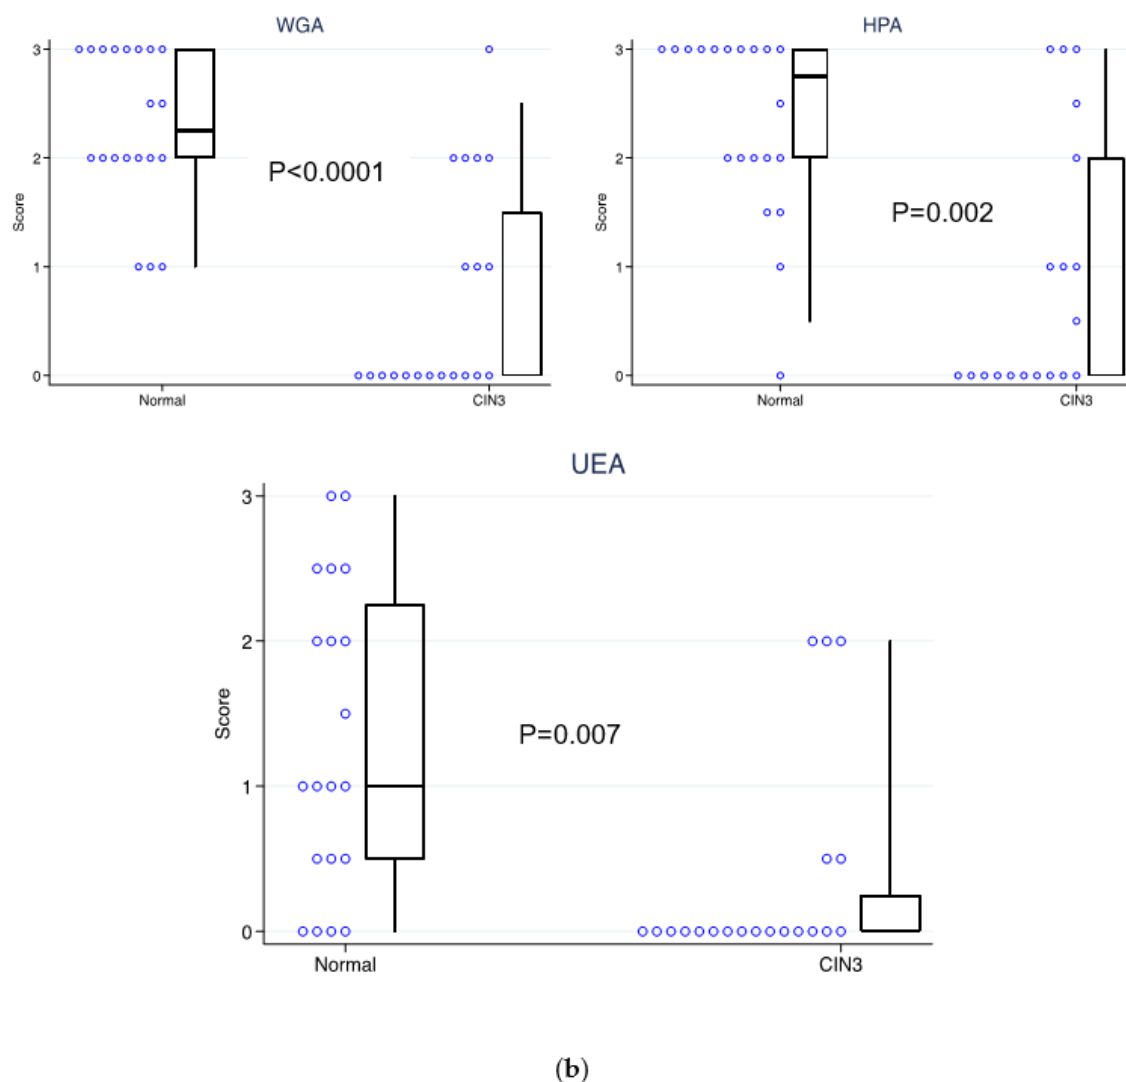 WGA
3
2
1
0
Score
P<0.0001
Normal CIN3
HPA
3
2
1
0
Score
P=0.002
Normal CIN3
UEA
3
2
1
0
Score
P=0.007
Normal CIN3
(b)